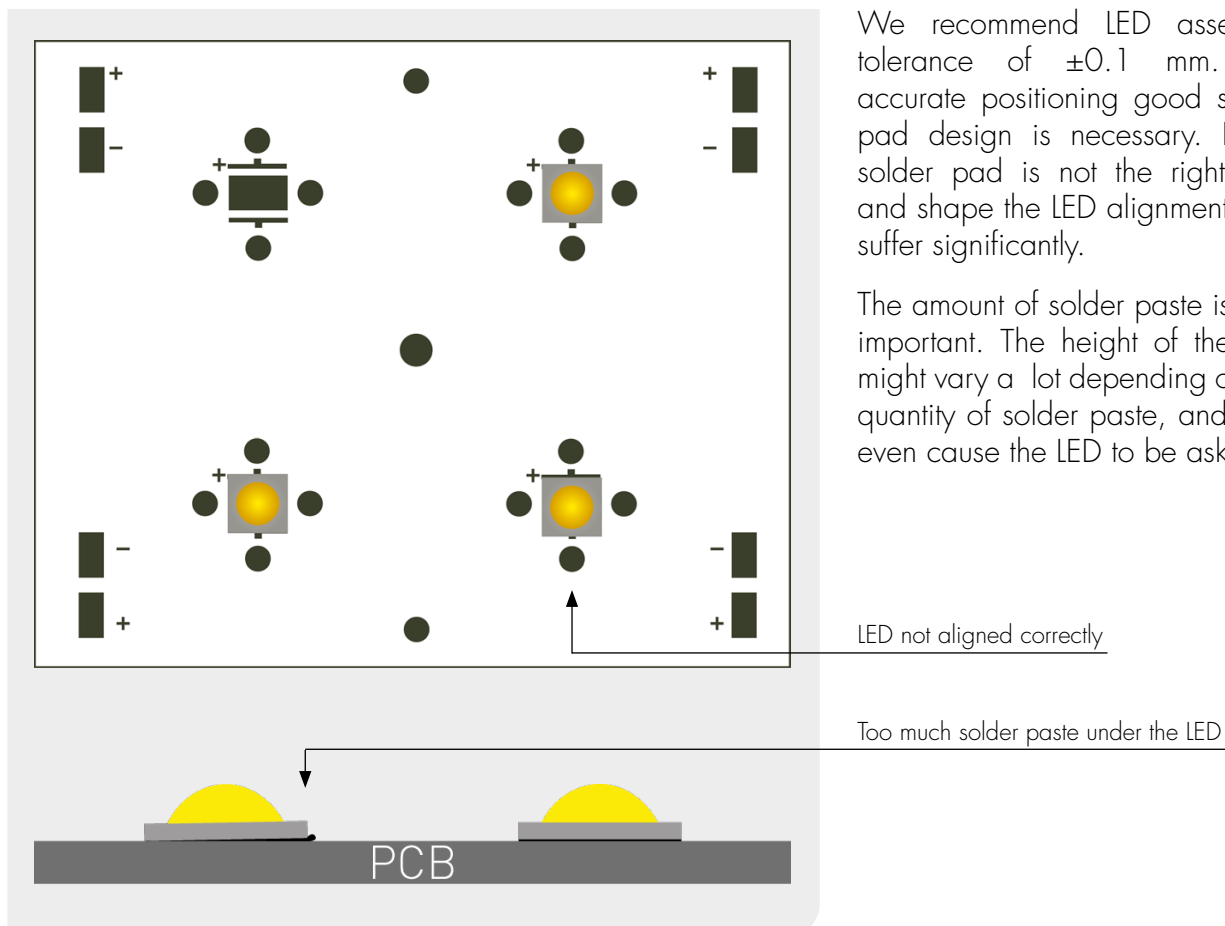 We recommend LED
tolerance of ±0.1 mm.
accurate positioning good
pad design is necessary.
solder pad is not the right
and shape the LED alignment
suffer significantly.
The amount of solder paste is
important. The height of the
might vary a lot depending
quantity of solder paste, and
even cause the LED to be
+ +
− −
+ +
+ +
− −
+ +
LED not aligned correctly
Too much solder paste under the LED
PCB